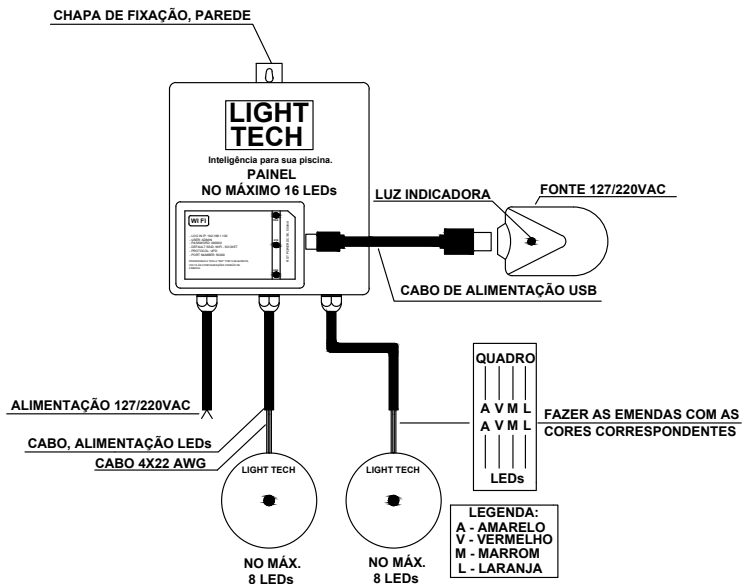 CHAPA DE FIXAÇÃO, PAREDE
LIGHT
TECH
Inteligência para sua piscina.
PAINEL
NO MÁXIMO 16 LEDs
LUZ INDICADORA
FONTE 127/220VAC
WI FI
CABO DE ALIMENTAÇÃO USB
QUADRO
A V M L
A V M L
LEDs
FAZER AS EMENDAS COM AS
CORES CORRESPONDENTES
ALIMENTAÇÃO 127/220VAC
CABO, ALIMENTAÇÃO LEDs
CABO 4X22 AWG
LIGHT TECH
LIGHT TECH
NO MÁX.
8 LEDs
NO MÁX.
8 LEDs
LEGENDA:
A - AMARELO
V - VERMELHO
M - MARROM
L - LARANJA